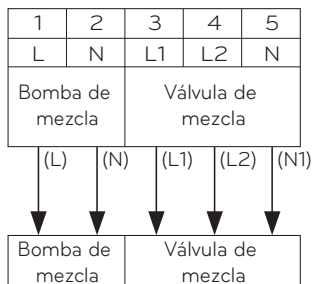 1 2 3 4 5
L N L1 L2 N
Bomba de Válvula de
mezcla mezcla
(L) (N) (L1) (L2) (N1)
Bomba de Válvula de
mezcla mezcla